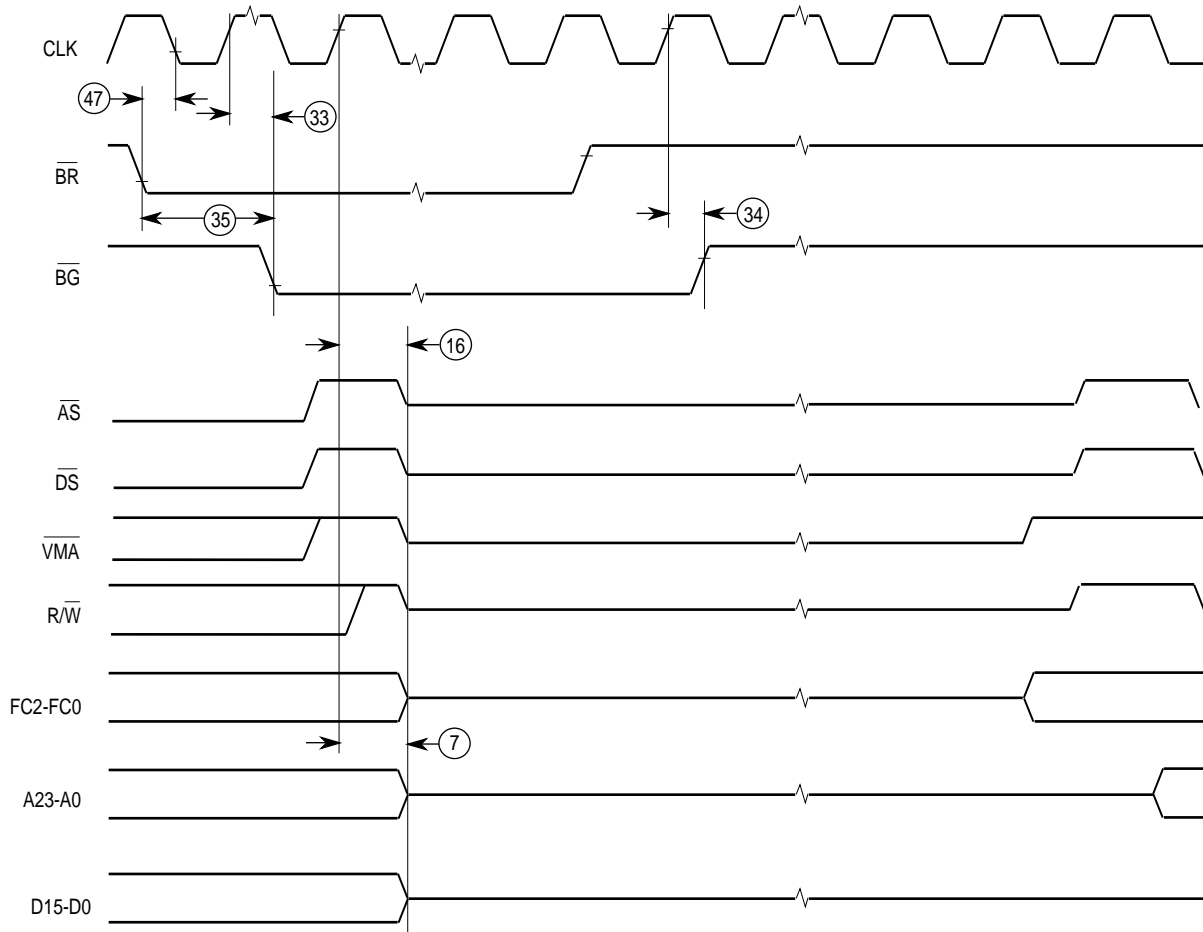 CLK
47
33
BR
35
34
BG
16
AS
DS
VMA
R/W
FC2-FC0
7
A23-A0
D15-D0